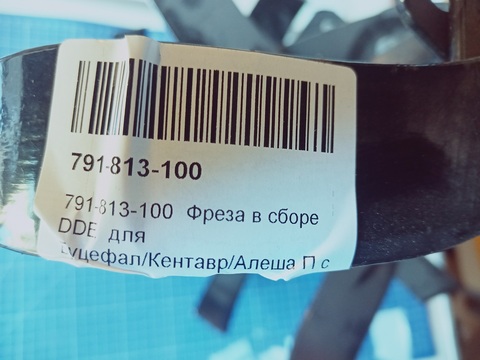 791-813-100
791-813-100 Фреза в сборе
DDE для
Буцефал/Кентавр/Алеша П с